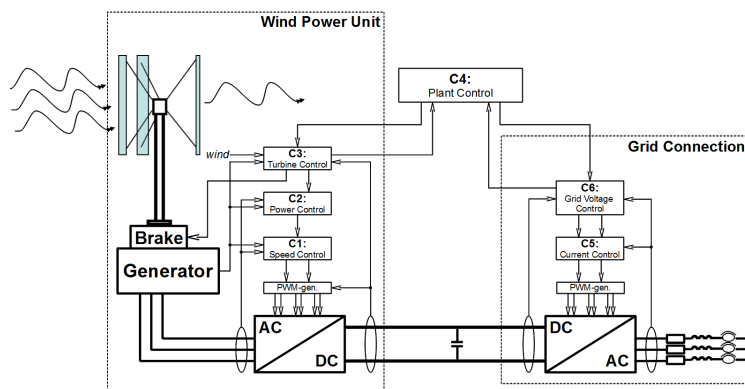 Wind Power Unit
C4:
Plant Control
Grid Connection
wind
C3:
Turbine Control
C2:
Power Control
C6:
Grid Voltage
Control
Brake
C1:
Speed Control
C5:
Current Control
Generator
PWM-gen.
PWM-gen.
AC
DC
DC
AC